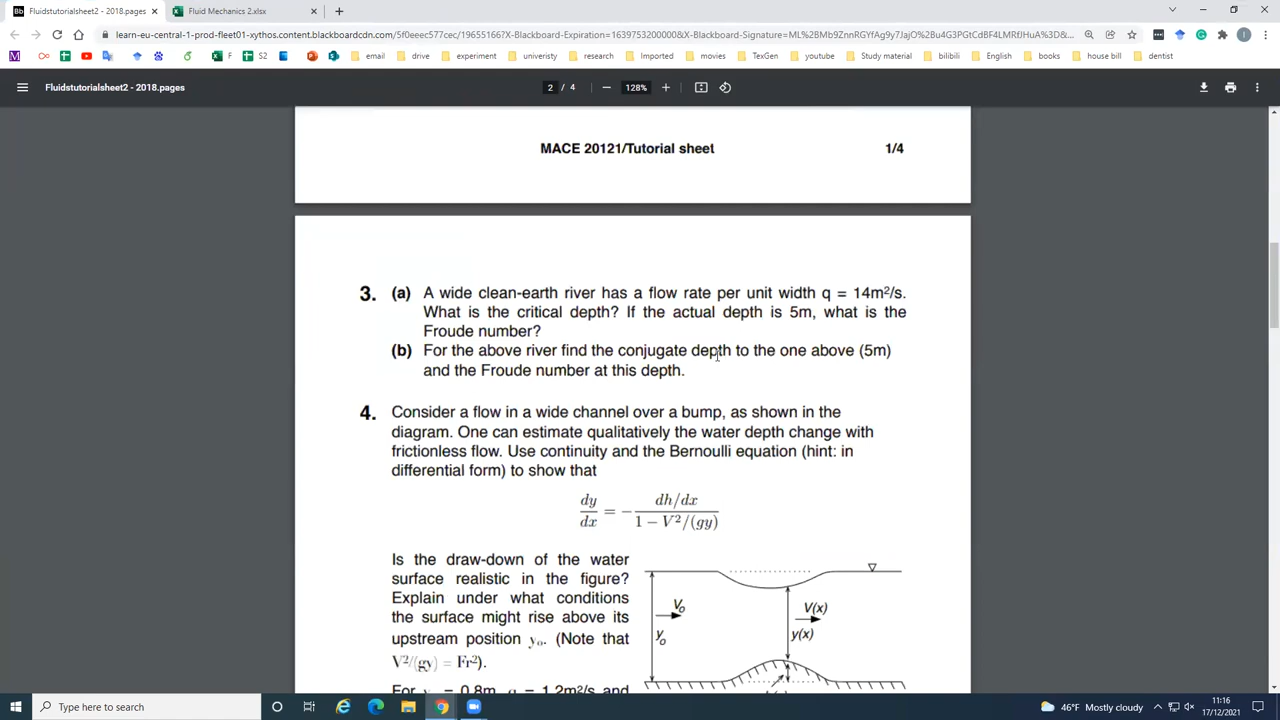 Fluidstutorialsheet2 - 2018.pages
Fluid Mechanics 2.xlsx
F
S2
email
drive
experiment
univeristy
research
Imported
movies
TexGen
youtube
Study material
bilibili
English
books
house bill
dentist
Fluidstutorialsheet2 - 2018.pages
2 / 4
128%
MACE 20121/Tutorial sheet 1/4
3. (a) A wide clean-earth river has a flow rate per unit width q = 14m²/s.
What is the critical depth? If the actual depth is 5m, what is the
Froude number?
(b) For the above river find the conjugate depth to the one above (5m)
and the Froude number at this depth.
4. Consider a flow in a wide channel over a bump, as shown in the
diagram. One can estimate qualitatively the water depth change with
frictionless flow. Use continuity and the Bernoulli equation (hint: in
differential form) to show that
dy/dx = − (dh/dx)/(1 − V²/(gy))
Is the draw-down of the water
surface realistic in the figure?
Explain under what conditions
the surface might rise above its
upstream position yₒ. (Note that
V²/(gy) = Fr²).
Vₒ
yₒ
V(x)
y(x)
Type here to search
46°F Mostly cloudy
11:16
17/12/2021